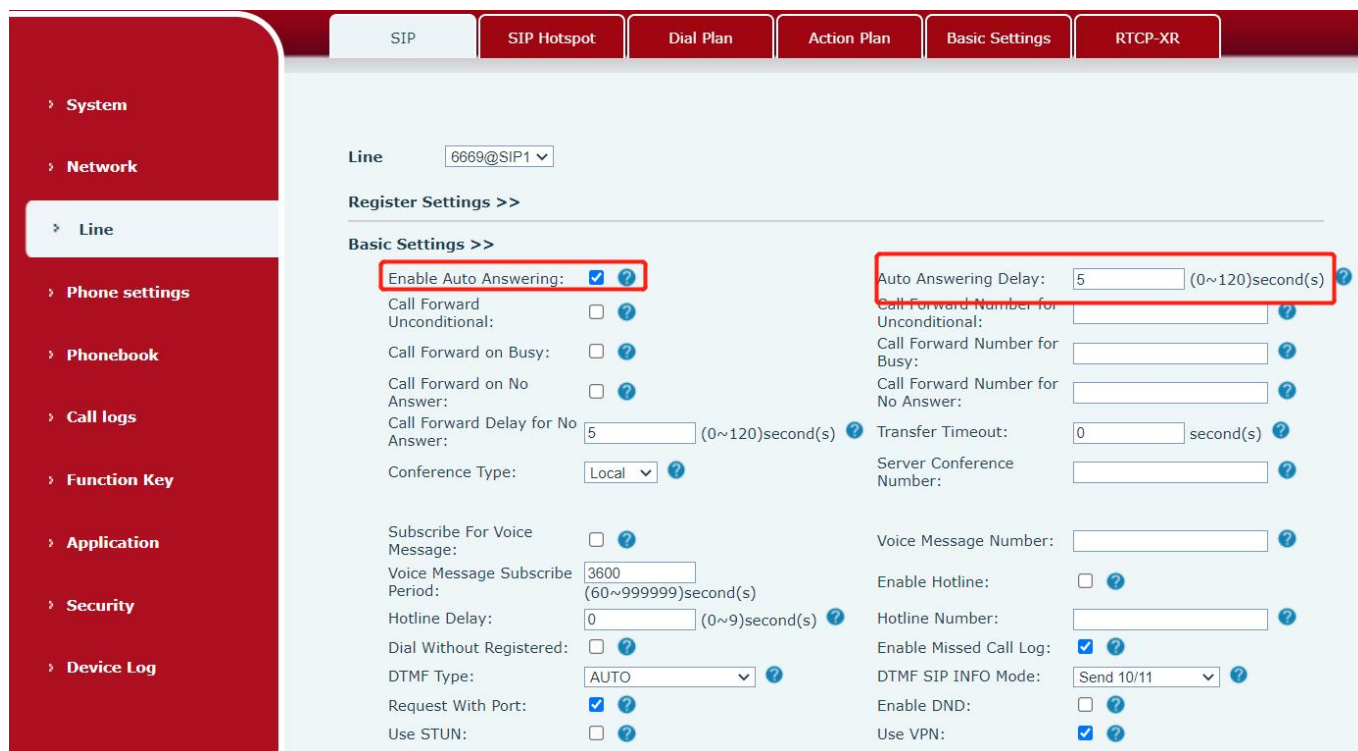 SIP
SIP Hotspot
Dial Plan
Action Plan
Basic Settings
RTCP-XR
System
Network
Line
Phone settings
Phonebook
Call logs
Function Key
Application
Security
Device Log
Line 6669@SIP1
Register Settings >>
Basic Settings >>
Enable Auto Answering:
Auto Answering Delay: 5 (0~120)second(s)
Call Forward
Unconditional:
Call Forward Number for
Unconditional:
Call Forward on Busy:
Call Forward Number for
Busy:
Call Forward on No
Answer:
Call Forward Number for
No Answer:
Call Forward Delay for No
Answer:
5 (0~120)second(s)
Transfer Timeout: 0 second(s)
Conference Type: Local
Server Conference
Number:
Subscribe For Voice
Message:
Voice Message Number:
Voice Message Subscribe
Period:
3600
(60~999999)second(s)
Enable Hotline:
Hotline Delay: 0 (0~9)second(s)
Hotline Number:
Dial Without Registered:
Enable Missed Call Log:
DTMF Type: AUTO
DTMF SIP INFO Mode: Send 10/11
Request With Port:
Enable DND:
Use STUN:
Use VPN: